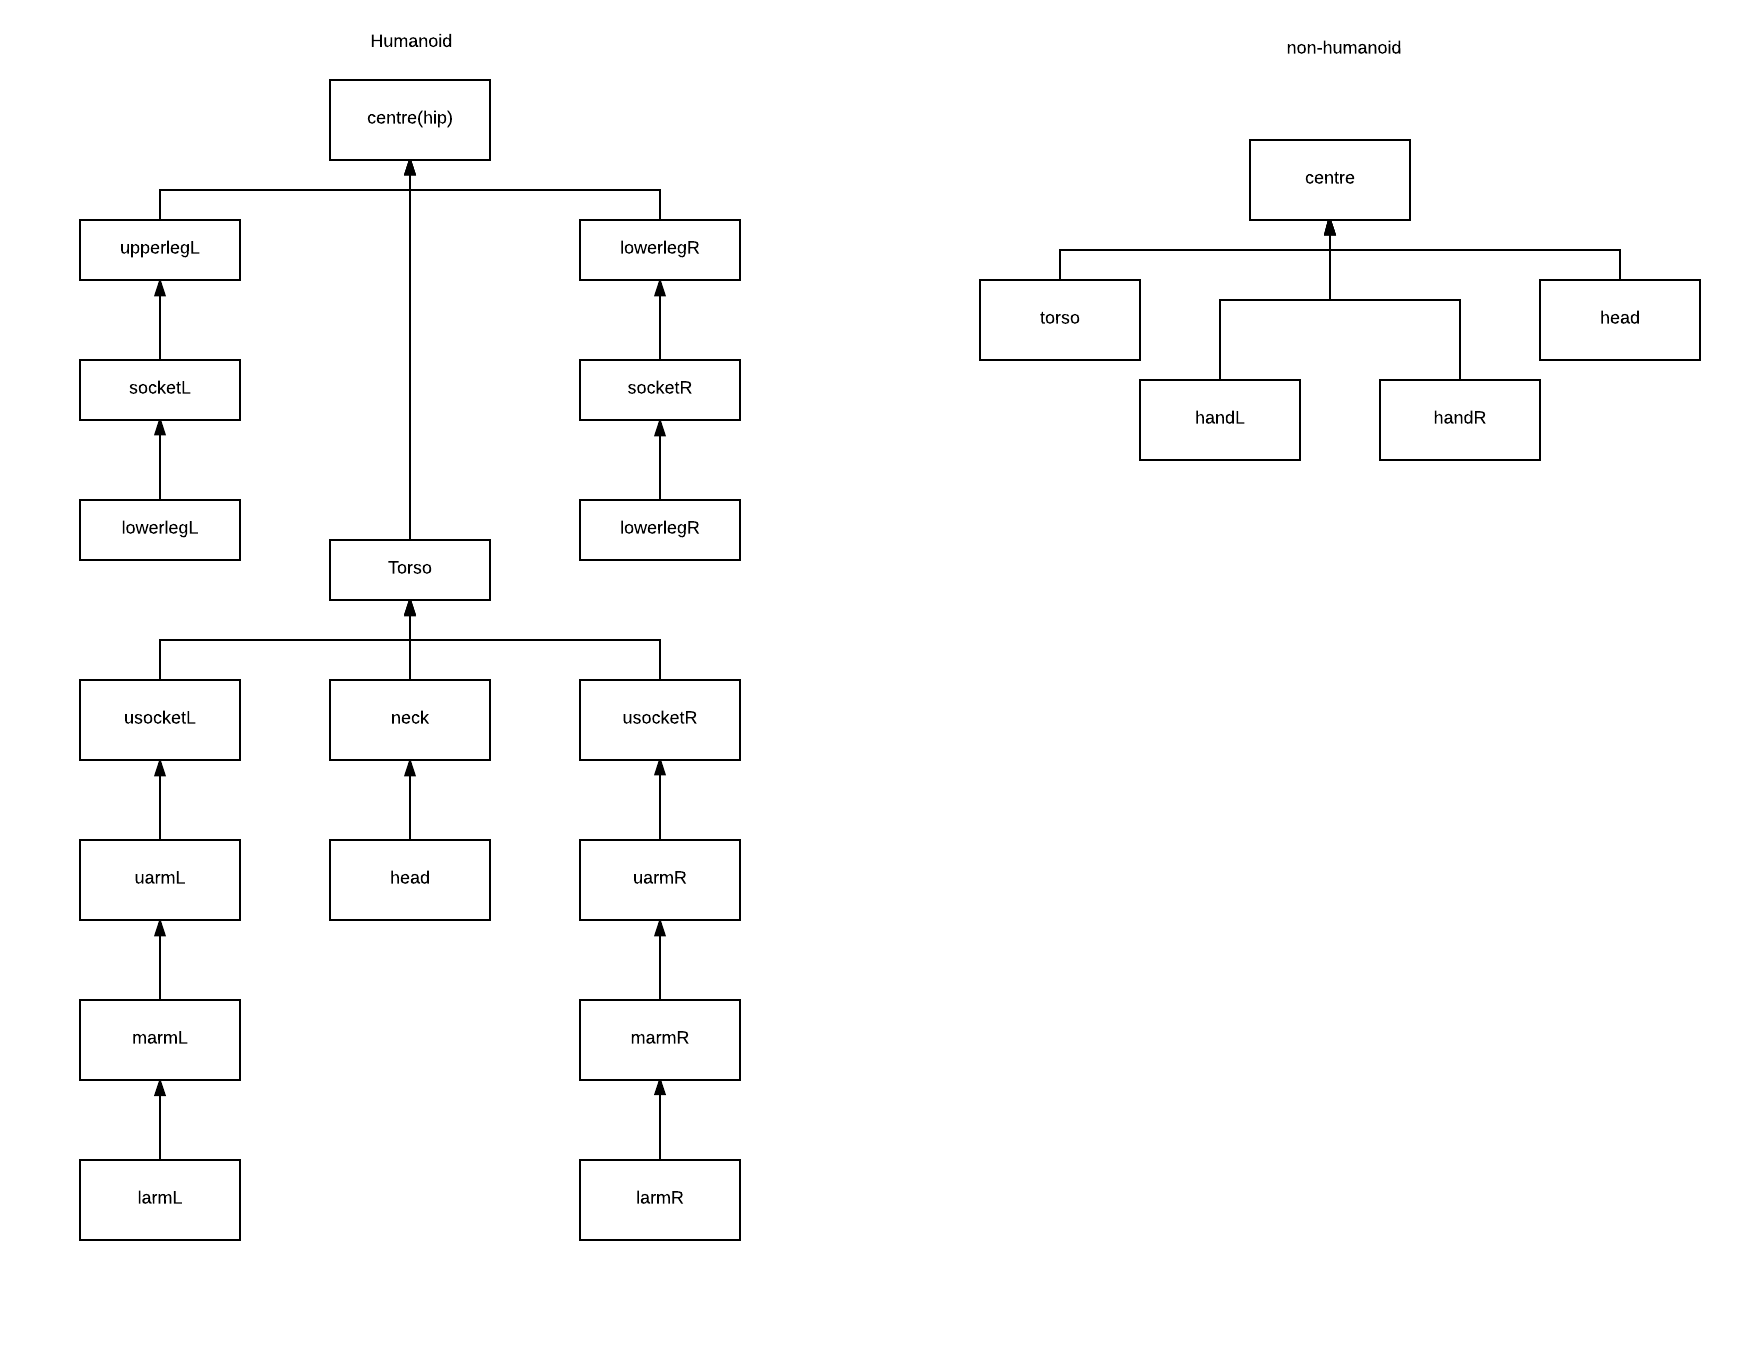 Humanoid
centre(hip)
upperlegL
lowerlegR
socketL
socketR
lowerlegL
lowerlegR
Torso
usocketL
neck
usocketR
uarmL
head
uarmR
marmL
marmR
larmL
larmR
non-humanoid
centre
torso
head
handL
handR